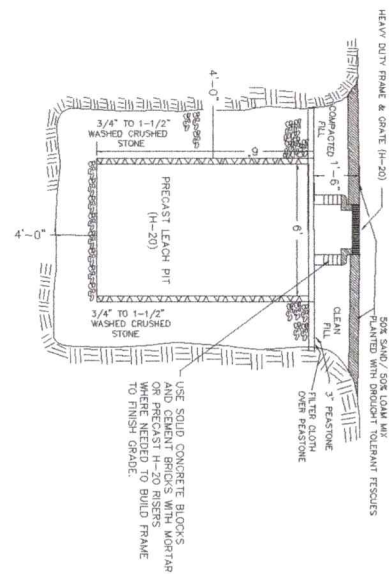 HEAVY DUTY FRAME & GRATE (H-20)
50% SAND/ 50% LOAM MIX
PLANTED WITH DROUGHT TOLERANT FESCUES
COMPACTED
FILL
1'-6"
CLEAN
FILL
3" PEASTONE
FILTER CLOTH
OVER PEASTONE
4'-0"
3/4" TO 1-1/2"
WASHED CRUSHED
STONE
6'
PRECAST LEACH PIT
(H-20)
4'-0"
3/4" TO 1-1/2"
WASHED CRUSHED
STONE
USE SOLID CONCRETE BLOCKS
AND CEMENT BRICKS WITH MORTAR
OR PRECAST H-20 RISERS
WHERE NEEDED TO BUILD FRAME
TO FINISH GRADE.